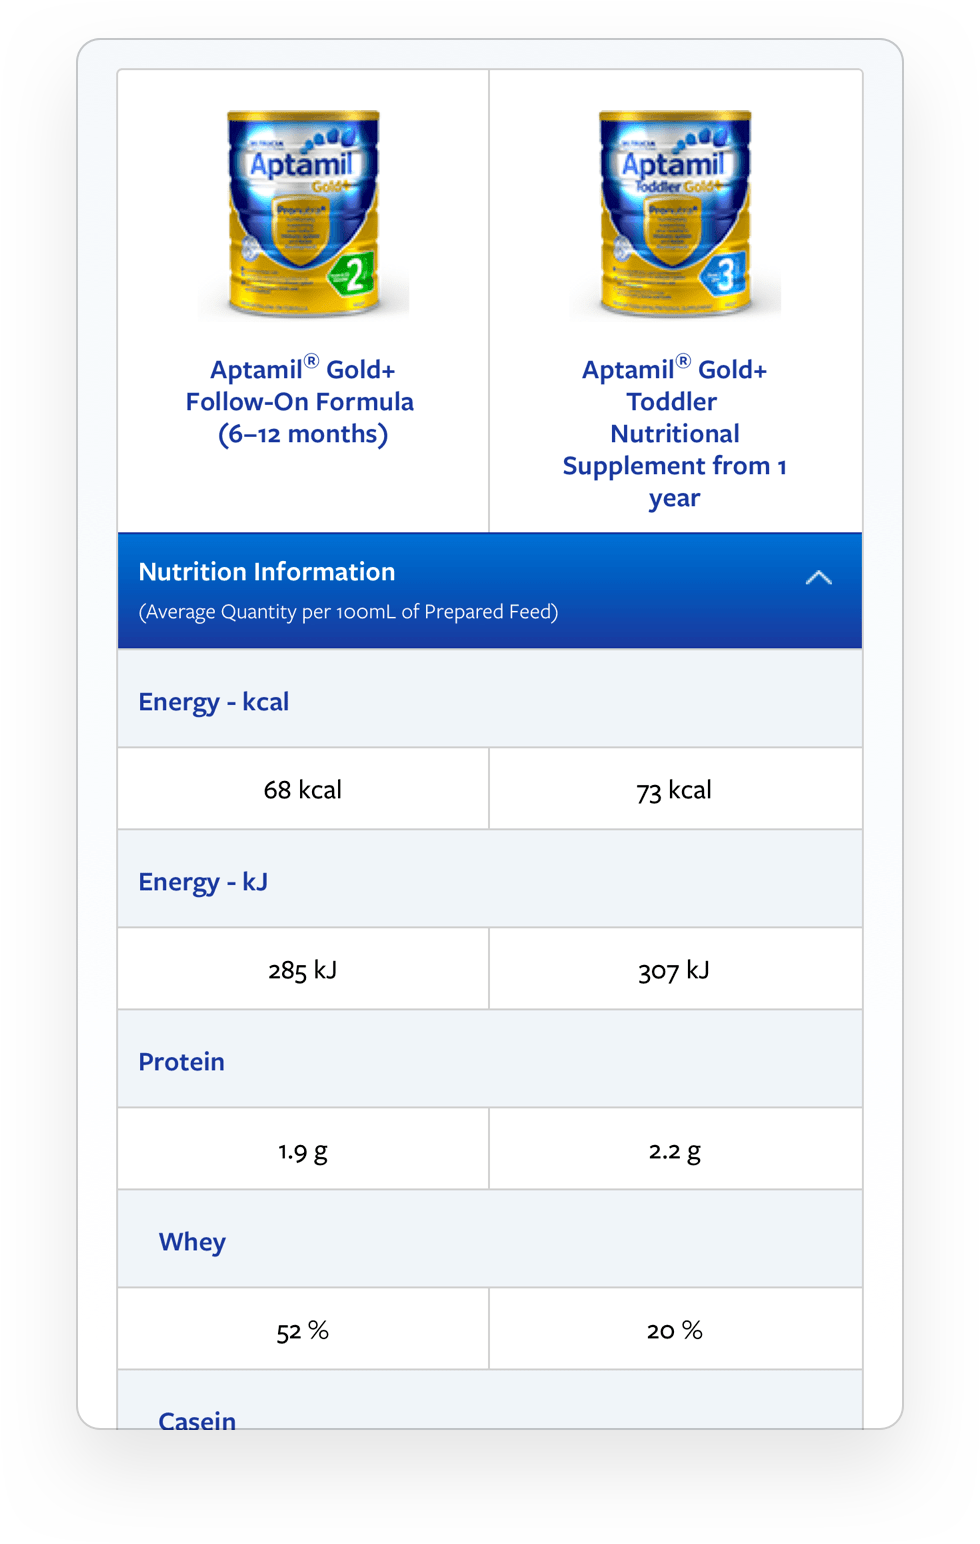 Aptamil
Gold+
Pronutra+
2
Aptamil
Toddler Gold+
Pronutra+
3
Aptamil® Gold+
Follow-On Formula
(6–12 months)
Aptamil® Gold+
Toddler
Nutritional
Supplement from 1
year
Nutrition Information
(Average Quantity per 100mL of Prepared Feed)
Energy - kcal
68 kcal
73 kcal
Energy - kJ
285 kJ
307 kJ
Protein
1.9 g
2.2 g
Whey
52 %
20 %
Casein